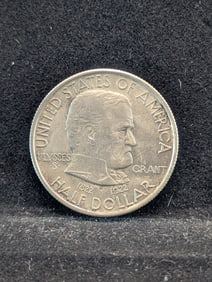 UNITED STATES OF AMERICA
ULYSSES
GRANT
1822 1922
HALF DOLLAR